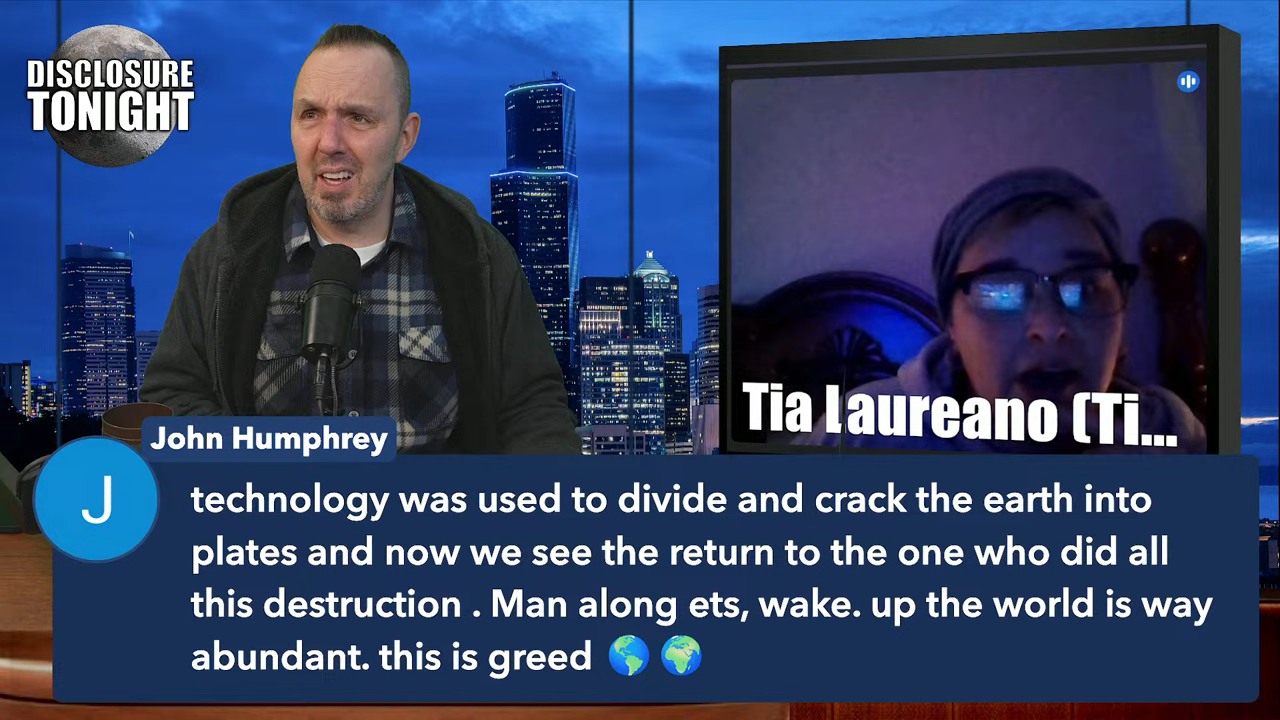 DISCLOSURE
TONIGHT
Tia Laureano (Ti...
John Humphrey
J
technology was used to divide and crack the earth into
plates and now we see the return to the one who did all
this destruction . Man along ets, wake. up the world is way
abundant. this is greed 🌎 🌍